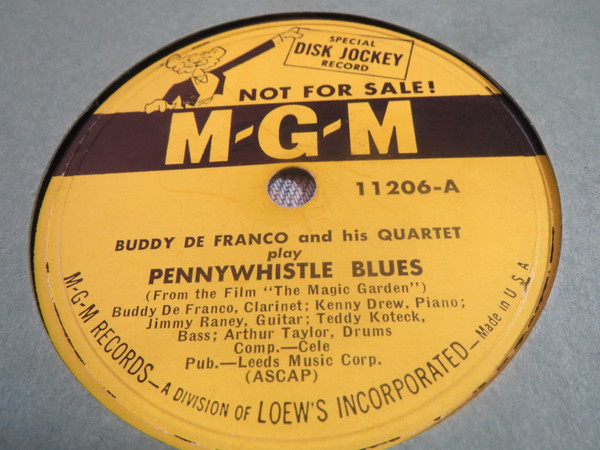 SPECIAL
DISK JOCKEY
RECORD
NOT FOR SALE!
M-G-M
11206-A
BUDDY DE FRANCO and his QUARTET
play
PENNYWHISTLE BLUES
(From the Film "The Magic Garden")
Buddy De Franco, Clarinet; Kenny Drew, Piano;
Jimmy Raney, Guitar; Teddy Koteck,
Bass; Arthur Taylor, Drums
Comp.—Cele
Pub.—Leeds Music Corp.
(ASCAP)
M-G-M RECORDS—A DIVISION OF LOEW'S INCORPORATED—Made in U S A